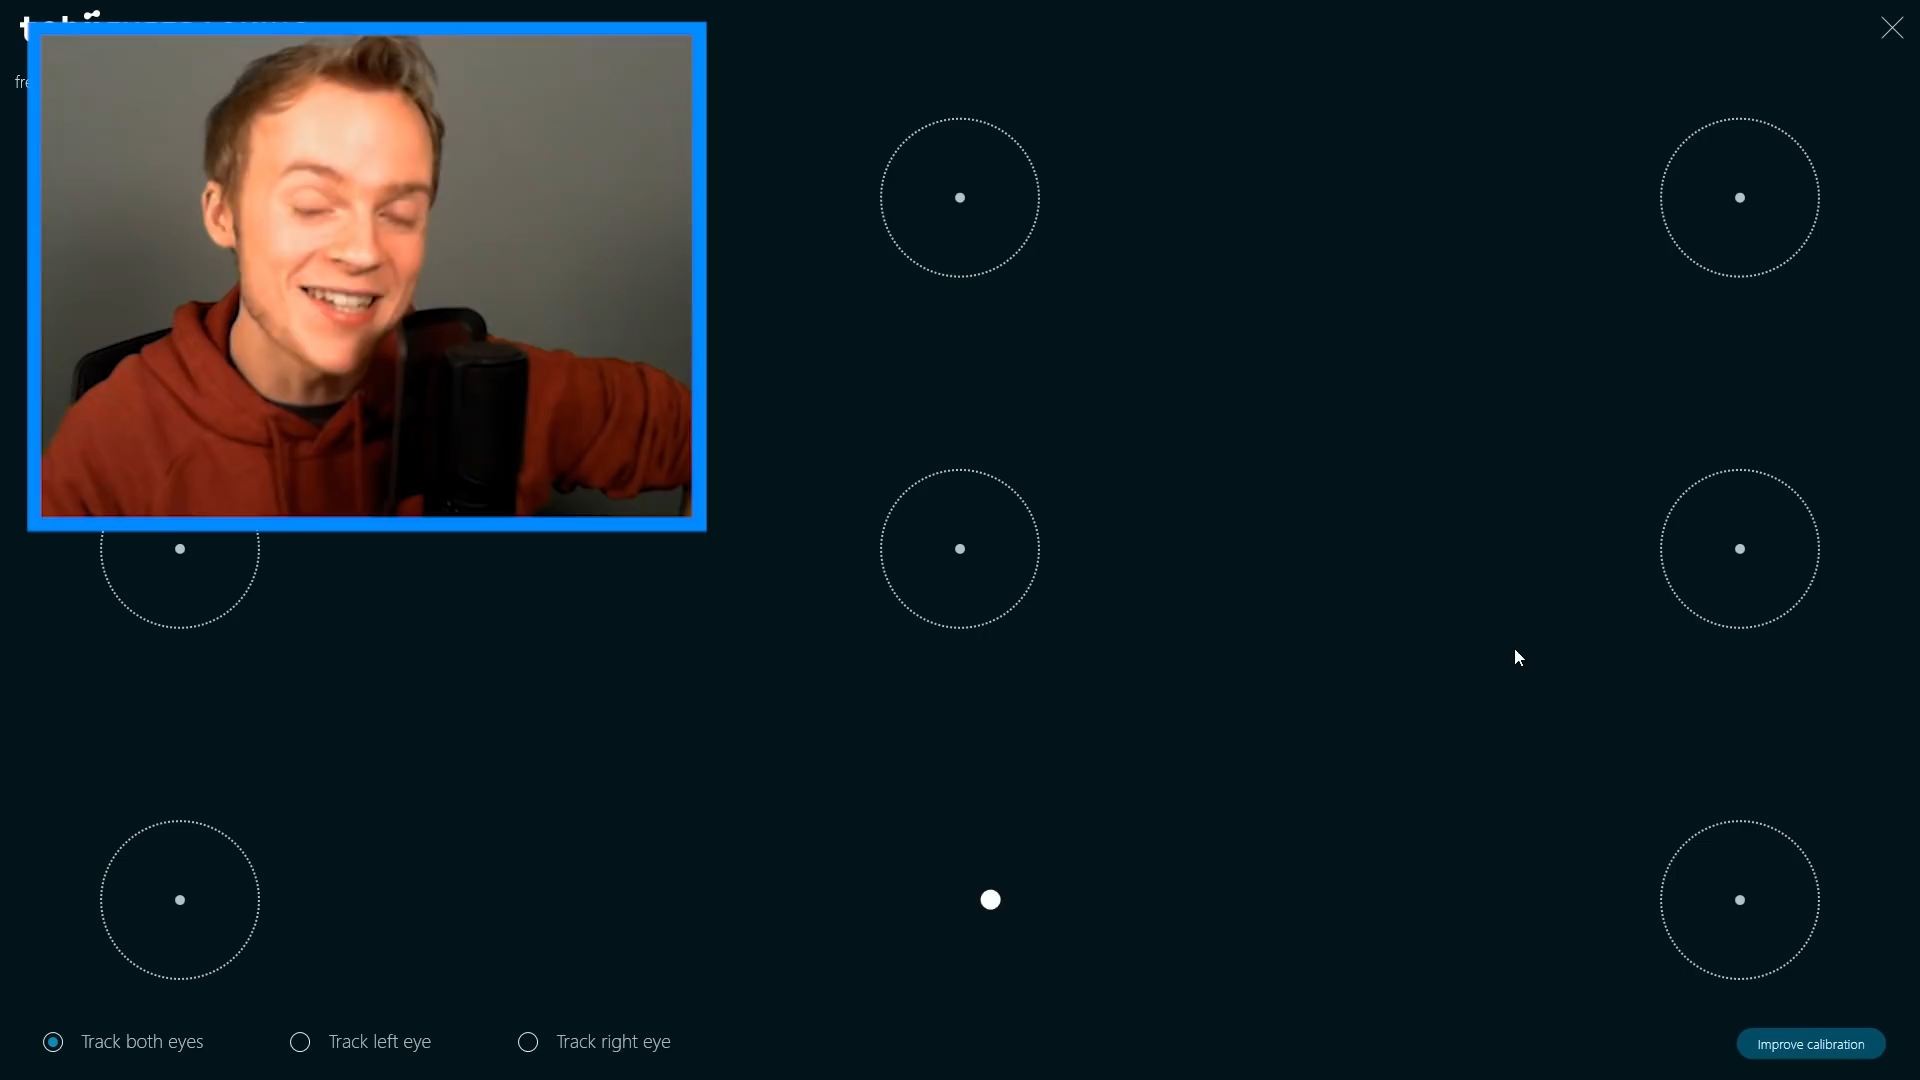 Track both eyes
Track left eye
Track right eye
Improve calibration